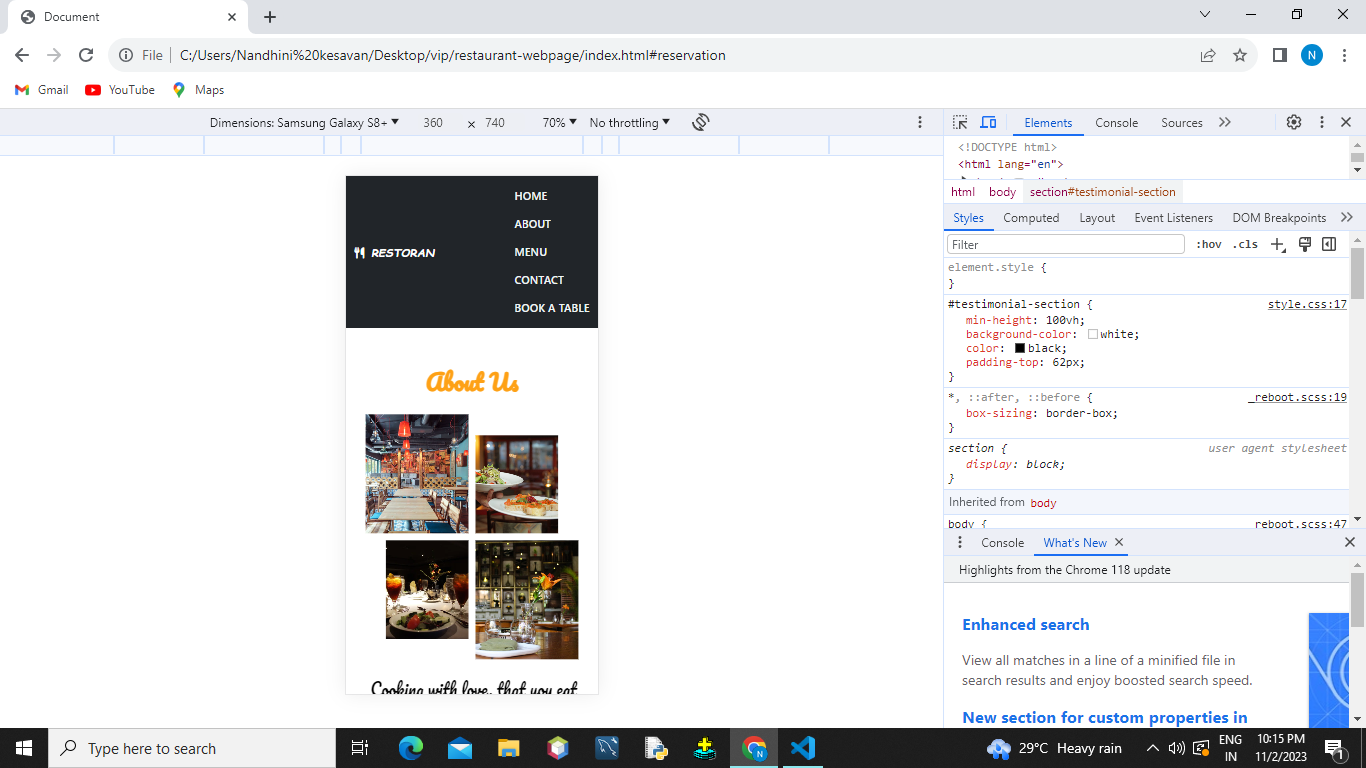 Document
File
C:/Users/Nandhini%20kesavan/Desktop/vip/restaurant-webpage/index.html#reservation
N
Gmail
YouTube
Maps
Dimensions: Samsung Galaxy S8+
360
×
740
70%
No throttling
HOME
ABOUT
RESTORAN
MENU
CONTACT
BOOK A TABLE
About Us
Cooking with love, that you eat
Elements
Console
Sources
<!DOCTYPE html>
<html lang="en">
html
body
section#testimonial-section
Styles
Computed
Layout
Event Listeners
DOM Breakpoints
Filter
:hov
.cls
element.style {
}
#testimonial-section {
style.css:17
min-height: 100vh;
background-color: white;
color: black;
padding-top: 62px;
}
*, ::after, ::before {
_reboot.scss:19
box-sizing: border-box;
}
section {
user agent stylesheet
display: block;
}
Inherited from body
body {
reboot.scss:47
Console
What's New
Highlights from the Chrome 118 update
Enhanced search
View all matches in a line of a minified file in
search results and enjoy boosted search speed.
New section for custom properties in
Type here to search
N
29°C Heavy rain
ENG
IN
10:15 PM
11/2/2023
1